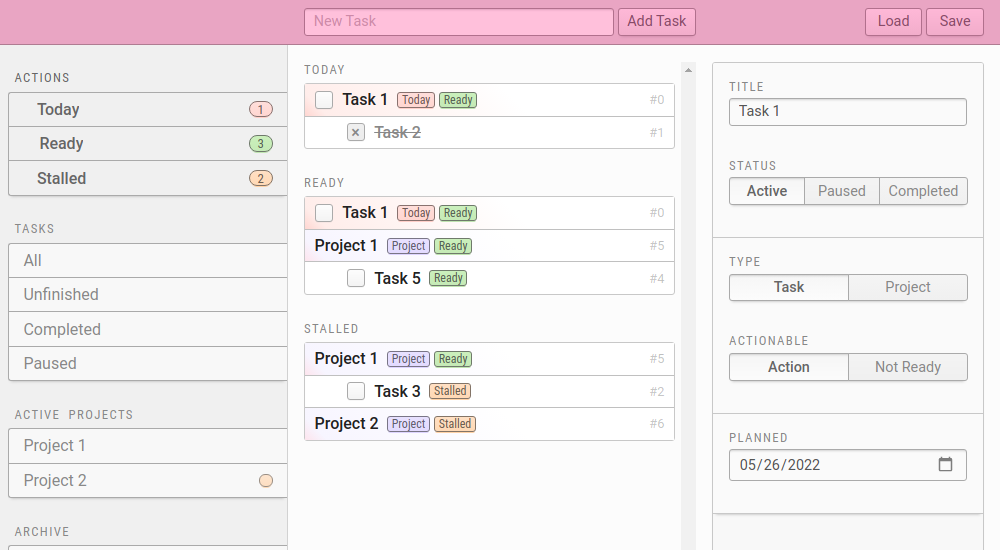 New Task Add Task Load Save
ACTIONS
Today 1
Ready 3
Stalled 2
TASKS
All
Unfinished
Completed
Paused
ACTIVE PROJECTS
Project 1
Project 2
ARCHIVE
TODAY
Task 1 Today Ready #0
× Task 2 #1
READY
Task 1 Today Ready #0
Project 1 Project Ready #5
Task 5 Ready #4
STALLED
Project 1 Project Ready #5
Task 3 Stalled #2
Project 2 Project Stalled #6
TITLE
Task 1
STATUS
Active Paused Completed
TYPE
Task Project
ACTIONABLE
Action Not Ready
PLANNED
05/26/2022